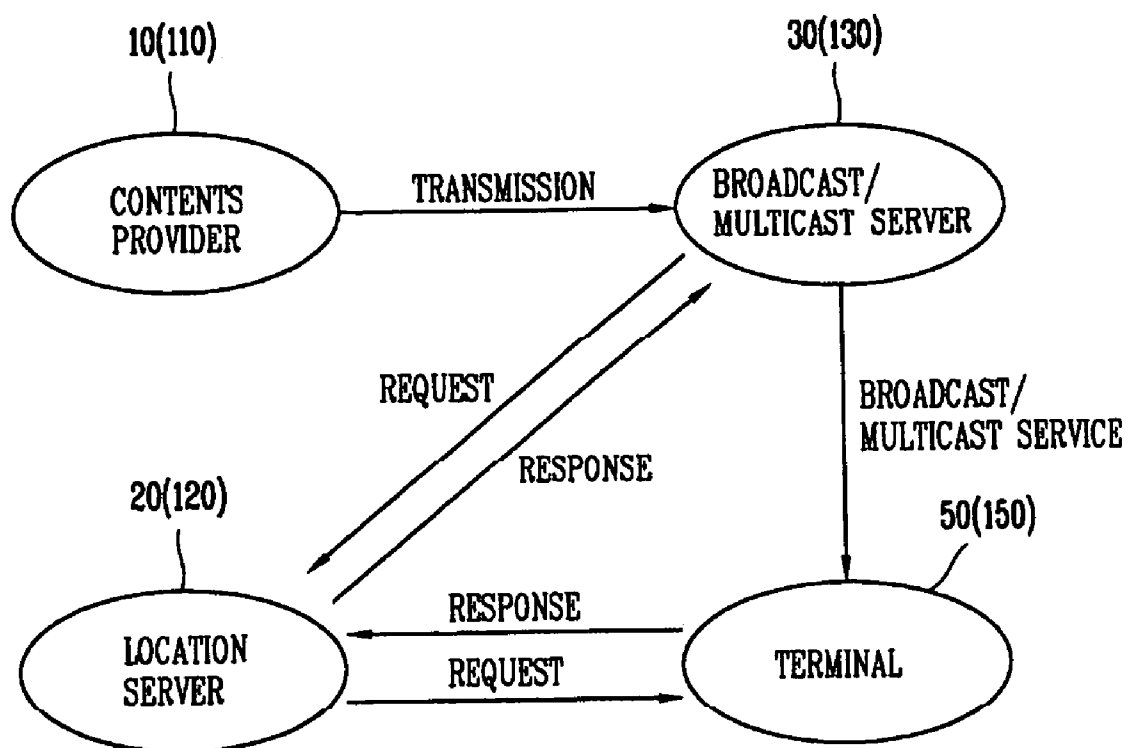 10(110)
30(130)
CONTENTS
PROVIDER
TRANSMISSION
BROADCAST/
MULTICAST SERVER
REQUEST
RESPONSE
BROADCAST/
MULTICAST SERVICE
20(120)
50(150)
LOCATION
SERVER
RESPONSE
REQUEST
TERMINAL